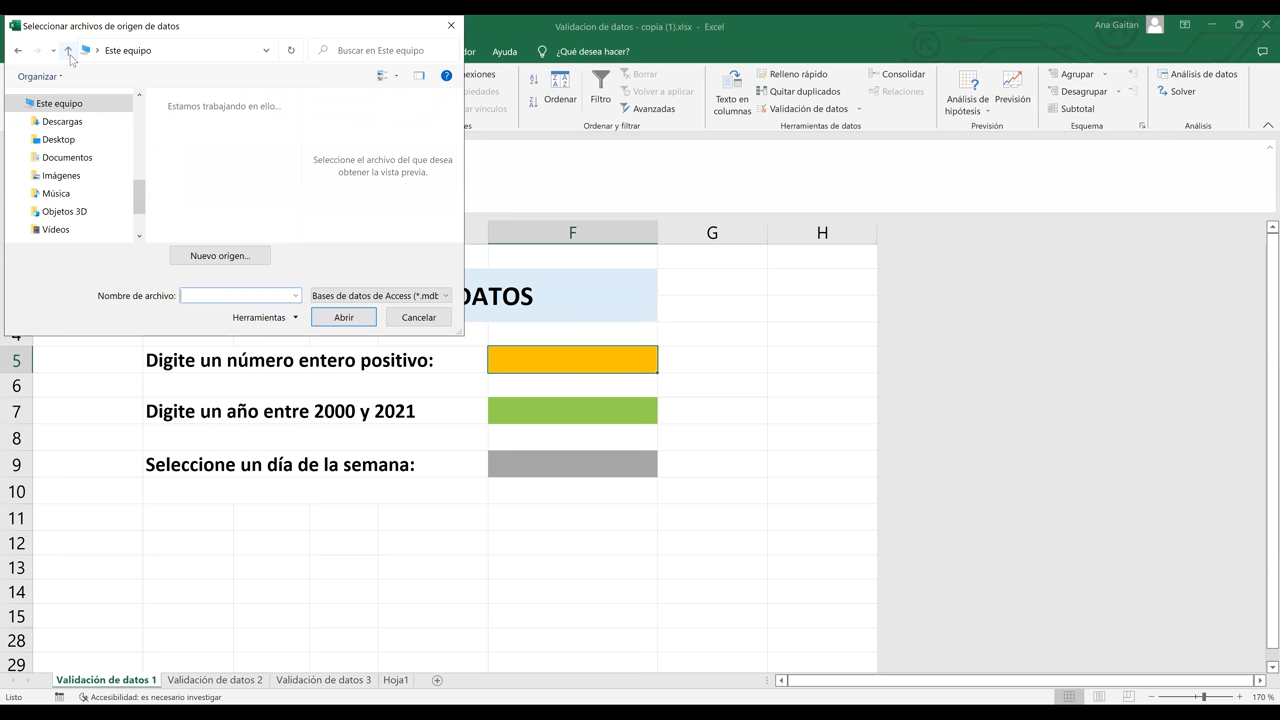 Seleccionar archivos de origen de datos
Validacion de datos - copia (1).xlsx - Excel
Ana Gaitan
Este equipo
Buscar en Este equipo
Ayuda
¿Qué desea hacer?
Organizar
Este equipo
Descargas
Desktop
Documentos
Imágenes
Música
Objetos 3D
Vídeos
Estamos trabajando en ello...
Seleccione el archivo del que desea
obtener la vista previa.
Nuevo origen...
Nombre de archivo:
Bases de datos de Access (*.mdb
Herramientas
Abrir
Cancelar
Ordenar
Filtro
Borrar
Volver a aplicar
Avanzadas
Ordenar y filtrar
Texto en
columnas
Relleno rápido
Quitar duplicados
Validación de datos
Consolidar
Relaciones
Herramientas de datos
Análisis de
hipótesis
Previsión
Previsión
Agrupar
Desagrupar
Subtotal
Esquema
Análisis de datos
Solver
Análisis
F
G
H
DATOS
5
Digite un número entero positivo:
6
7
Digite un año entre 2000 y 2021
8
9
Seleccione un día de la semana:
10
11
12
13
14
15
28
29
Validación de datos 1
Validación de datos 2
Validación de datos 3
Hoja1
Listo
Accesibilidad: es necesario investigar
170 %